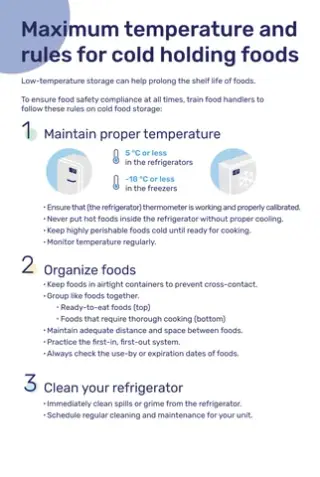 Maximum temperature and
rules for cold holding foods
Low-temperature storage can help prolong the shelf life of foods.
To ensure food safety compliance at all times, train food handlers to
follow these rules on cold food storage:
1 Maintain proper temperature
5 °C or less
in the refrigerators
-18 °C or less
in the freezers
· Ensure that (the refrigerator) thermometer is working and properly calibrated.
· Never put hot foods inside the refrigerator without proper cooling.
· Keep highly perishable foods cold until ready for cooking.
· Monitor temperature regularly.
2 Organize foods
· Keep foods in airtight containers to prevent cross-contact.
· Group like foods together.
· Ready-to-eat foods (top)
· Foods that require thorough cooking (bottom)
· Maintain adequate distance and space between foods.
· Practice the first-in, first-out system.
· Always check the use-by or expiration dates of foods.
3 Clean your refrigerator
· Immediately clean spills or grime from the refrigerator.
· Schedule regular cleaning and maintenance for your unit.